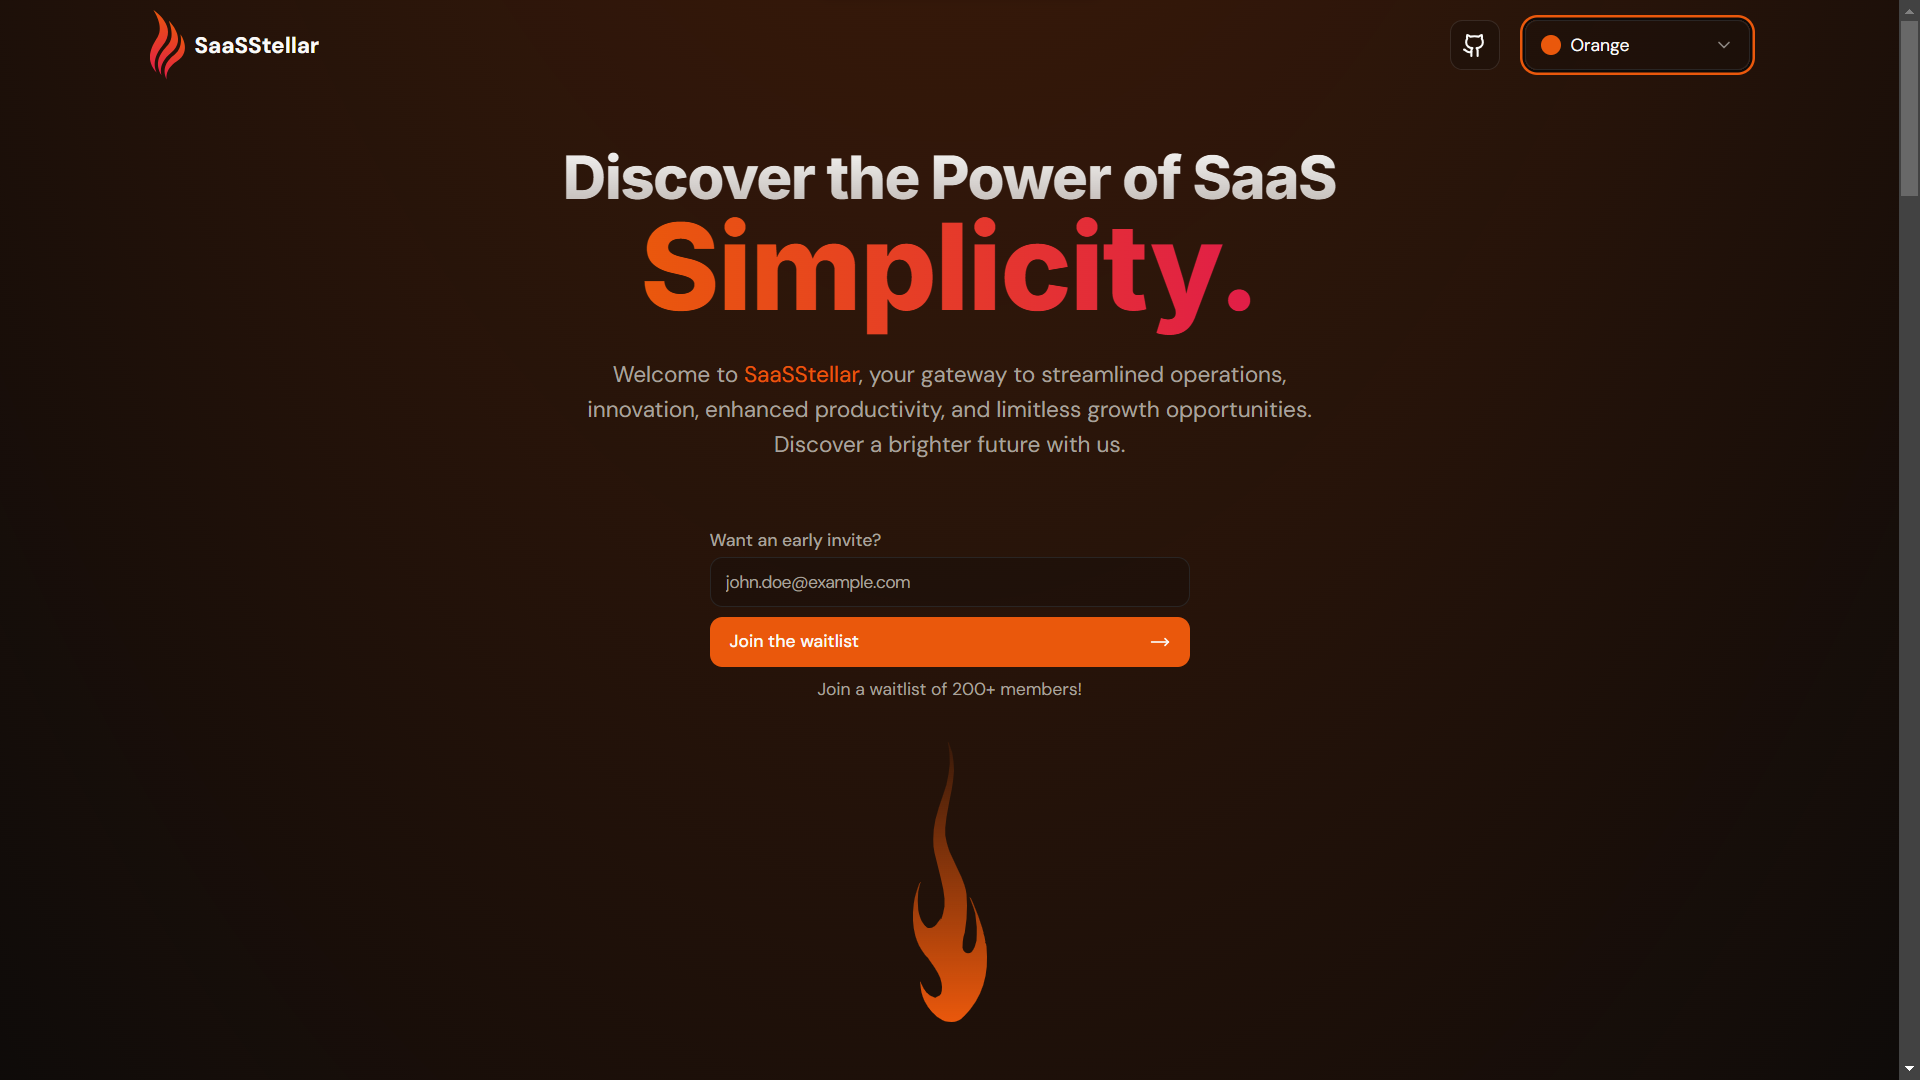 SaaSStellar
Orange
Discover the Power of SaaS
Simplicity.
Welcome to SaaSStellar, your gateway to streamlined operations,
innovation, enhanced productivity, and limitless growth opportunities.
Discover a brighter future with us.
Want an early invite?
john.doe@example.com
Join the waitlist
Join a waitlist of 200+ members!